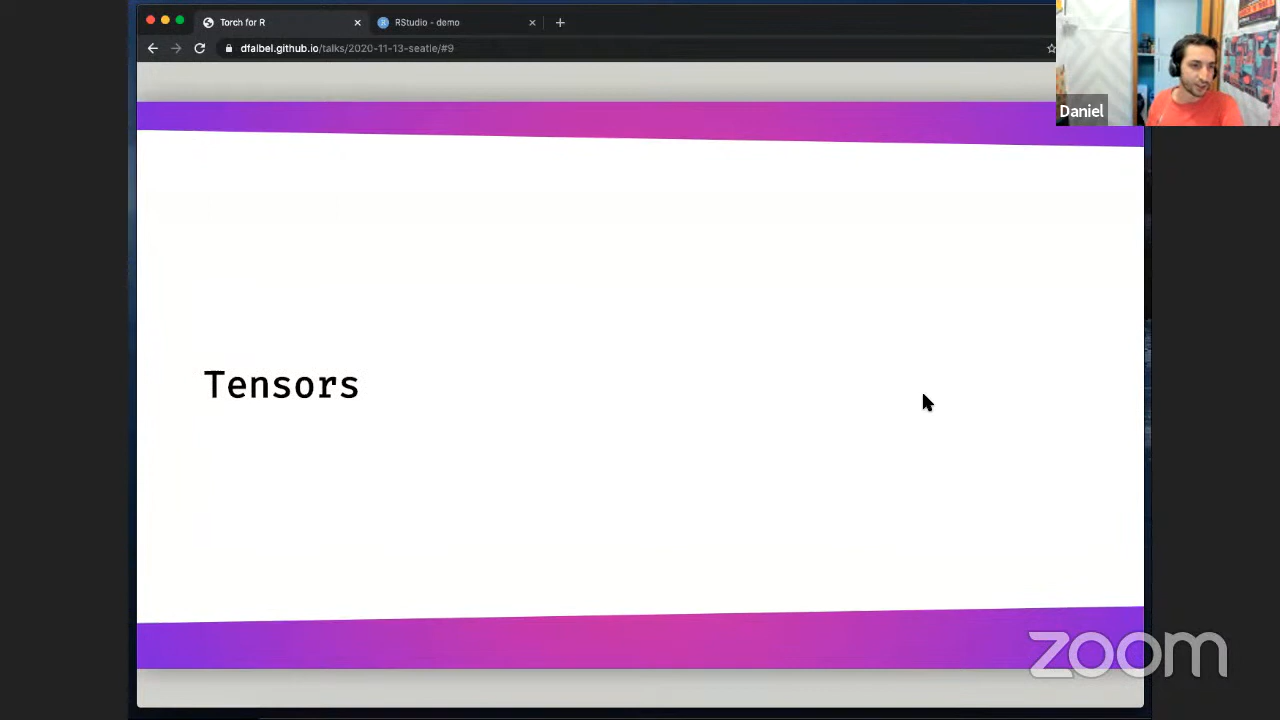 Torch for R
RStudio - demo
dfalbel.github.io/talks/2020-11-13-seatle/#9
Daniel
Tensors
zoom